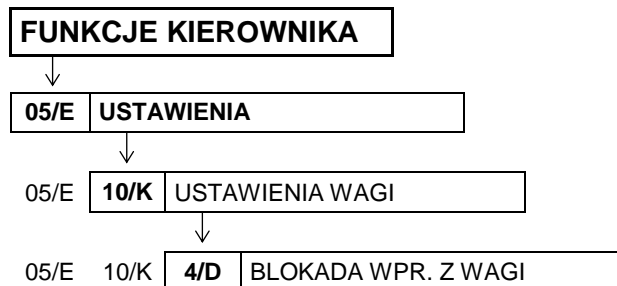 FUNKCJE KIEROWNIKA
05/E USTAWIENIA
05/E 10/K USTAWIENIA WAGI
05/E 10/K 4/D BLOKADA WPR. Z WAGI